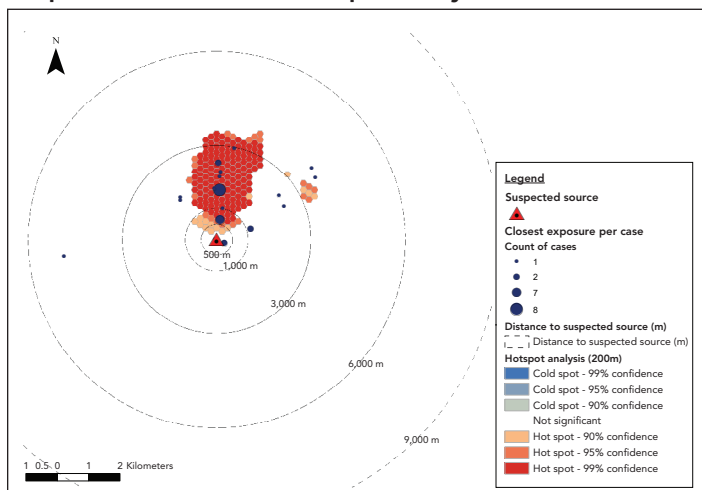 N
500 m
1,000 m
3,000 m
6,000 m
9,000 m
1 0.5 0 1 2 Kilometers
Legend
Suspected source
Closest exposure per case
Count of cases
1
2
7
8
Distance to suspected source (m)
Distance to suspected source (m)
Hotspot analysis (200m)
Cold spot - 99% confidence
Cold spot - 95% confidence
Cold spot - 90% confidence
Not significant
Hot spot - 90% confidence
Hot spot - 95% confidence
Hot spot - 99% confidence